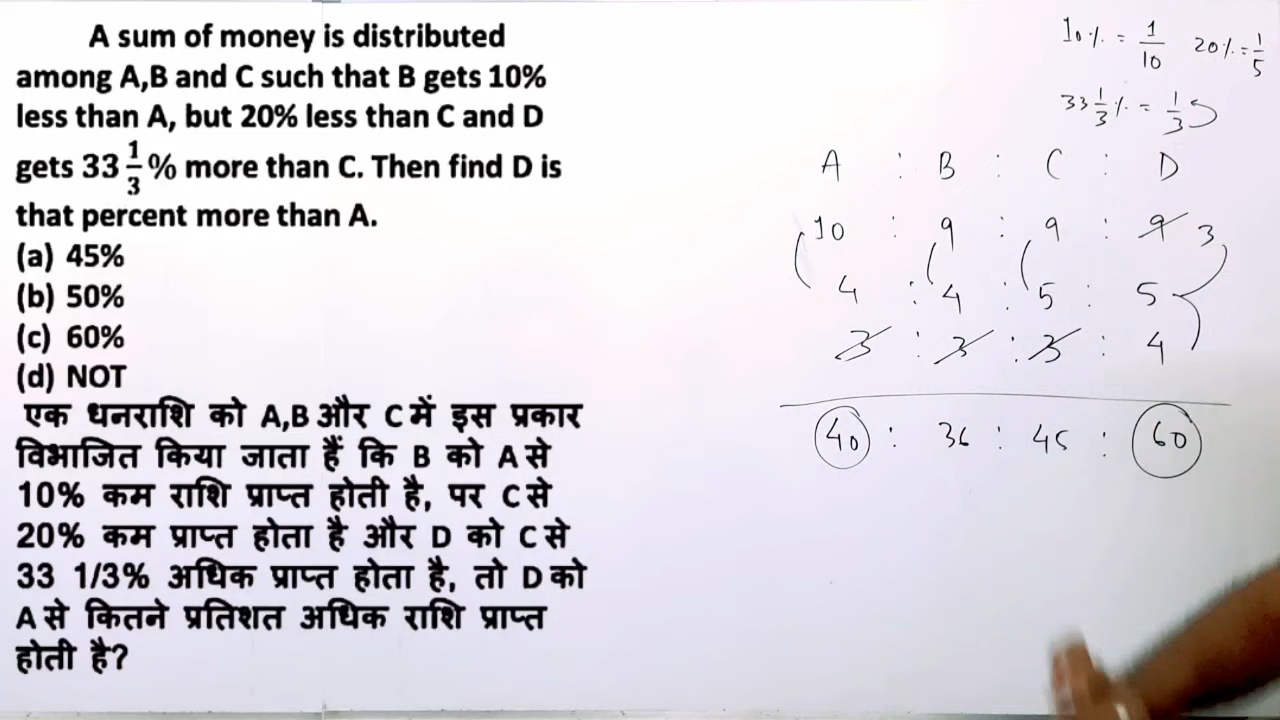 A sum of money is distributed
among A,B and C such that B gets 10%
less than A, but 20% less than C and D
gets 33 1/3 % more than C. Then find D is
that percent more than A.
(a) 45%
(b) 50%
(c) 60%
(d) NOT
एक धनराशि को A,B और C में इस प्रकार
विभाजित किया जाता हैं कि B को A से
10% कम राशि प्राप्त होती है, पर C से
20% कम प्राप्त होता है और D को C से
33 1/3% अधिक प्राप्त होता है, तो D को
A से कितने प्रतिशत अधिक राशि प्राप्त
होती है?
10% = 1/10 20% = 1/5
33 1/3 % = 1/3
A : B : C : D
10 : 9 : 9 : 9 3
4 : 4 : 5 : 5
3 : 3 : 3 : 4
40 : 36 : 45 : 60